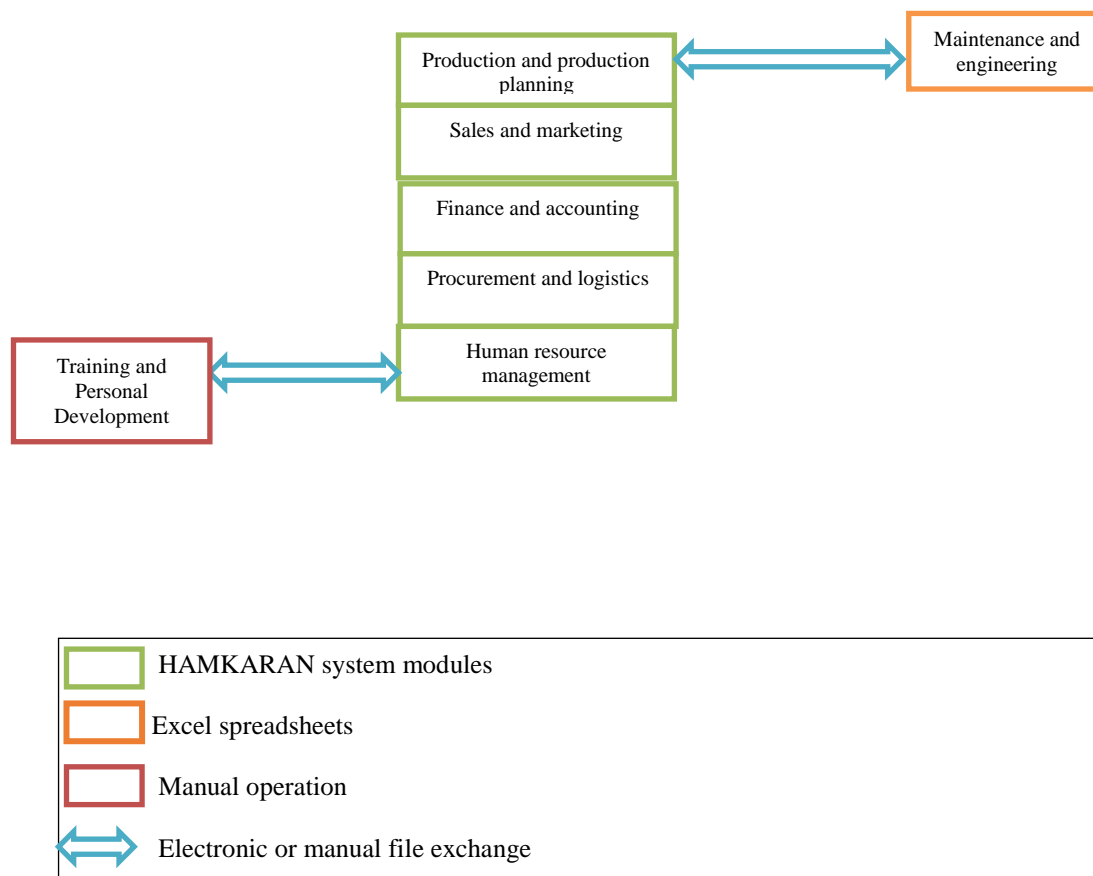 Maintenance and
engineering
Production and production
planning
Sales and marketing
Finance and accounting
Procurement and logistics
Human resource
management
Training and
Personal
Development
HAMKARAN system modules
Excel spreadsheets
Manual operation
Electronic or manual file exchange